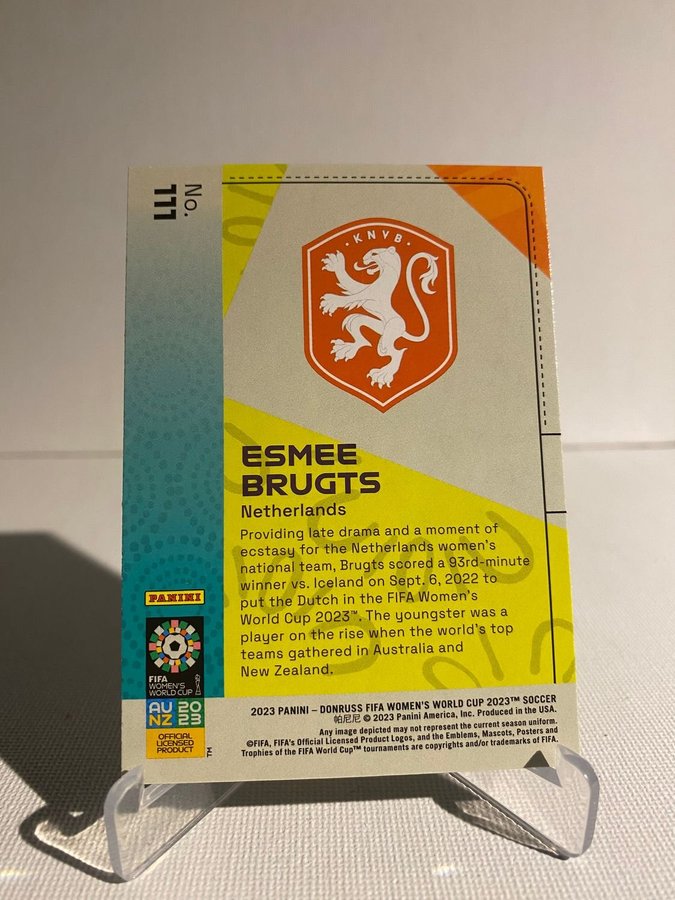 No.
111
KNVB
ESMEE
BRUGTS
Netherlands
Providing late drama and a moment of
ecstasy for the Netherlands women's
national team, Brugts scored a 93rd-minute
winner vs. Iceland on Sept. 6, 2022 to
put the Dutch in the FIFA Women's
World Cup 2023™. The youngster was a
player on the rise when the world's top
teams gathered in Australia and
New Zealand.
PANINI
FIFA
WOMEN'S
WORLD CUP
AU 20
NZ 23
OFFICIAL
LICENSED
PRODUCT
TM
2023 PANINI – DONRUSS FIFA WOMEN'S WORLD CUP 2023™ SOCCER
帕尼尼 © 2023 Panini America, Inc. Produced in the USA.
Any image depicted may not represent the current season uniform.
©FIFA, FIFA's Official Licensed Product Logos, and the Emblems, Mascots, Posters and
Trophies of the FIFA World Cup™ tournaments are copyrights and/or trademarks of FIFA.